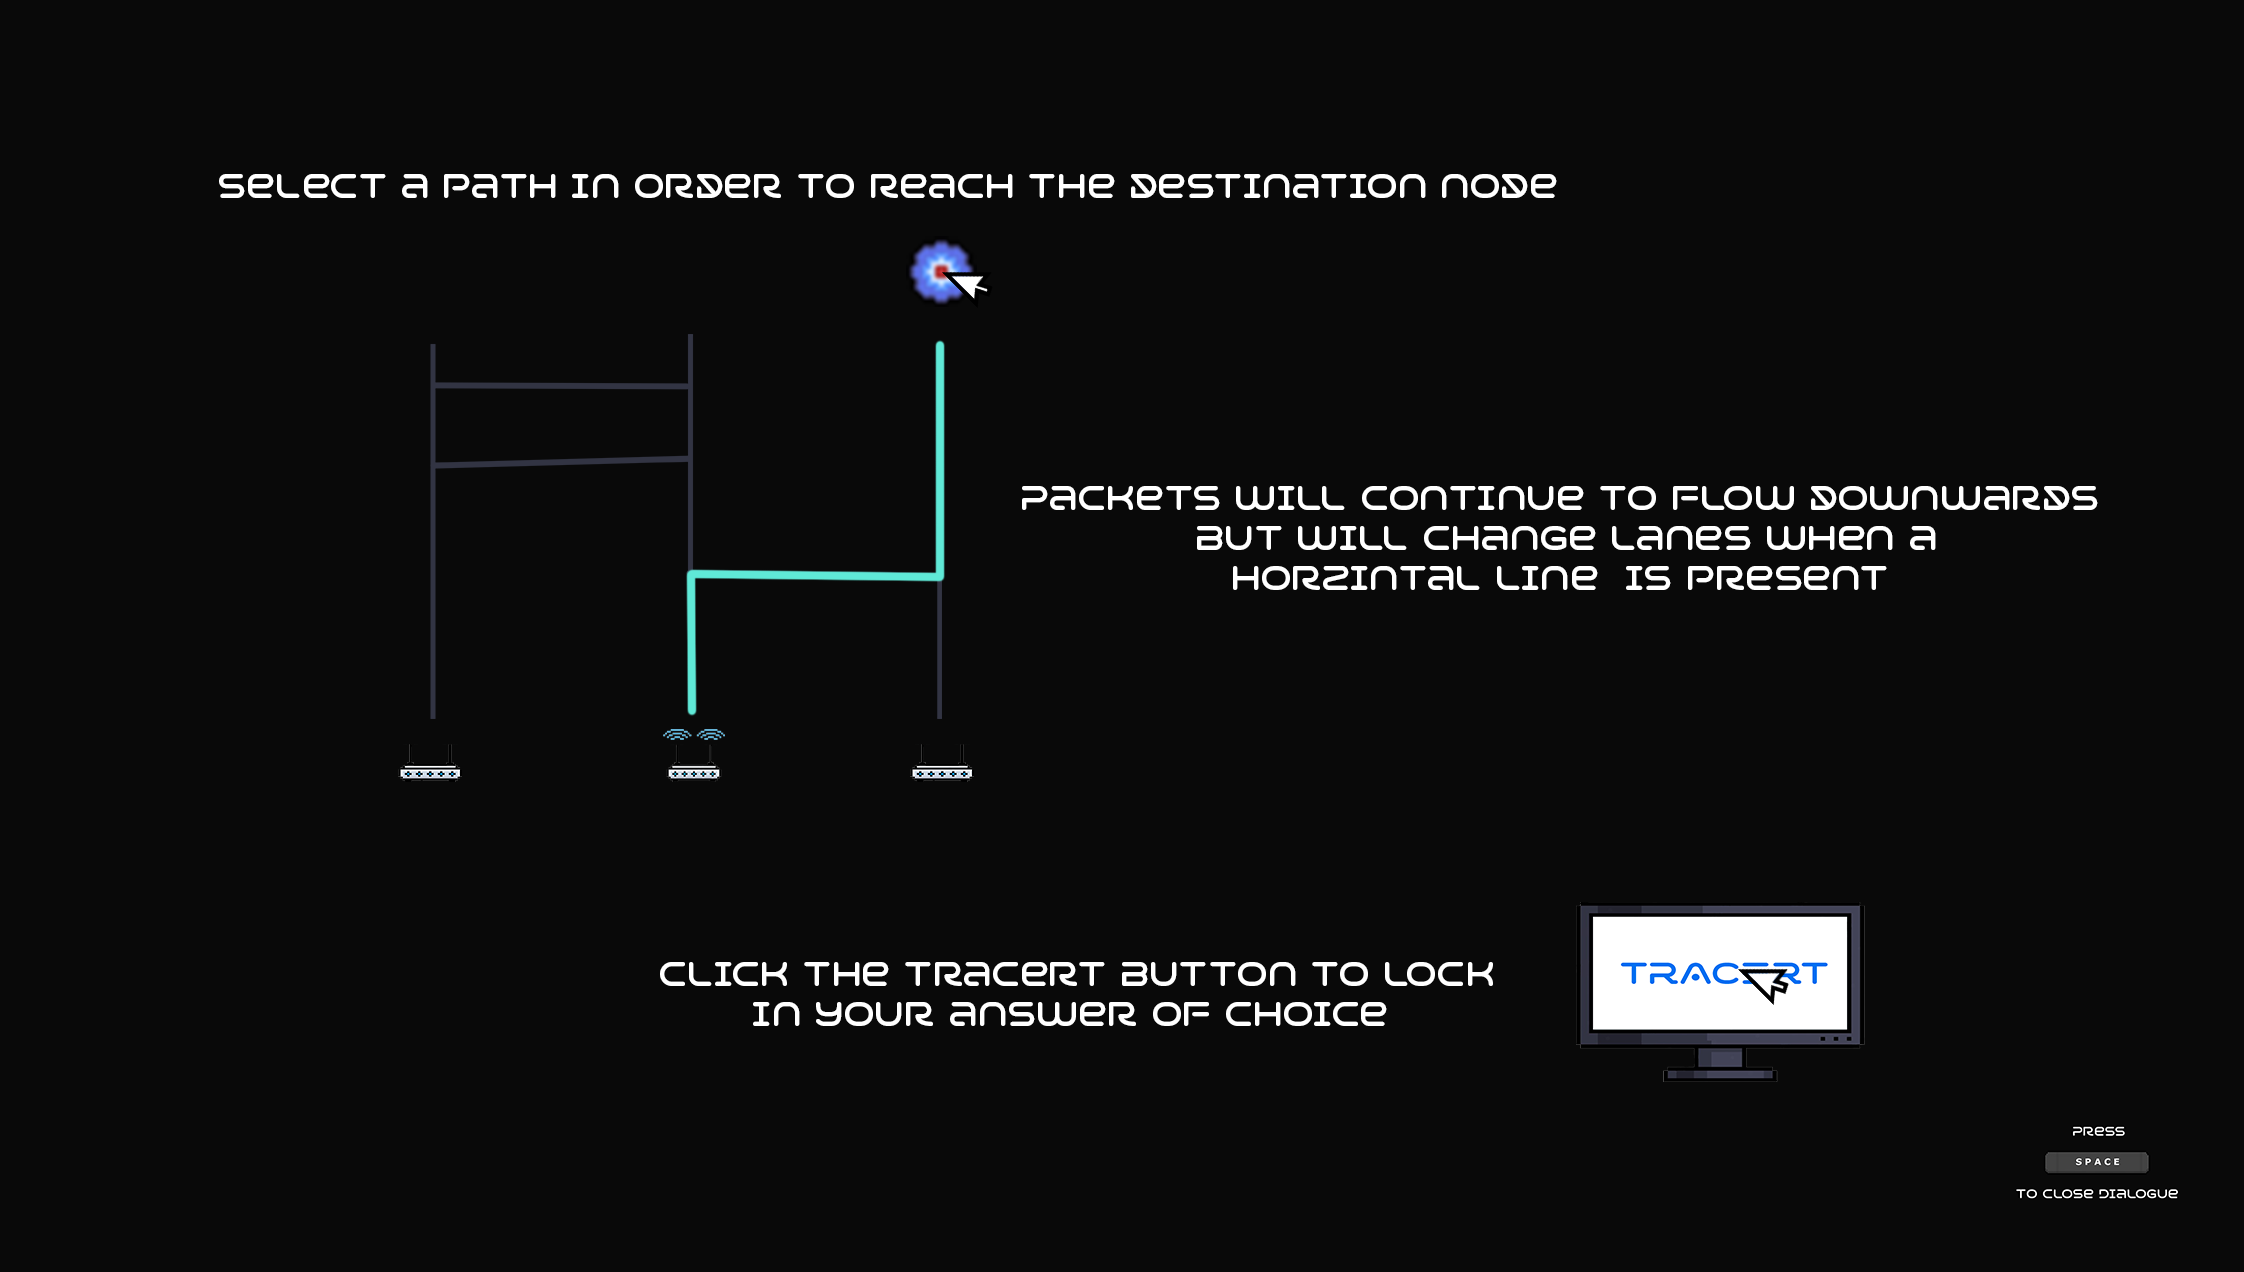 SELECT A PATH IN ORDER TO REACH THE DESTINATION NODE
PACKETS WILL CONTINUE TO FLOW DOWNWARDS
BUT WILL CHANGE LANES WHEN A
HORZINTAL LINE IS PRESENT
CLICK THE TRACERT BUTTON TO LOCK
IN YOUR ANSWER OF CHOICE
TRACERT
PRESS
SPACE
TO CLOSE DIALOGUE